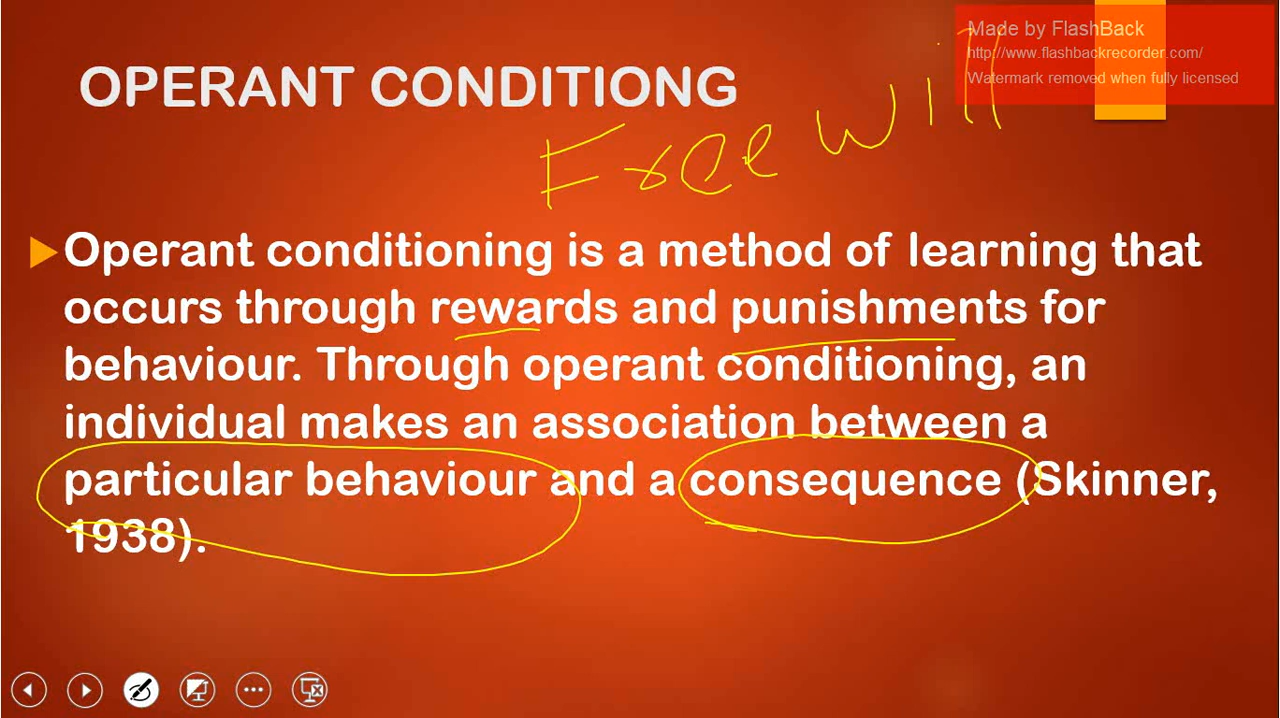 Made by FlashBack
http://www.flashbackrecorder.com/
Watermark removed when fully licensed
OPERANT CONDITIONG
Free will
Operant conditioning is a method of learning that
occurs through rewards and punishments for
behaviour. Through operant conditioning, an
individual makes an association between a
particular behaviour and a consequence (Skinner,
1938).